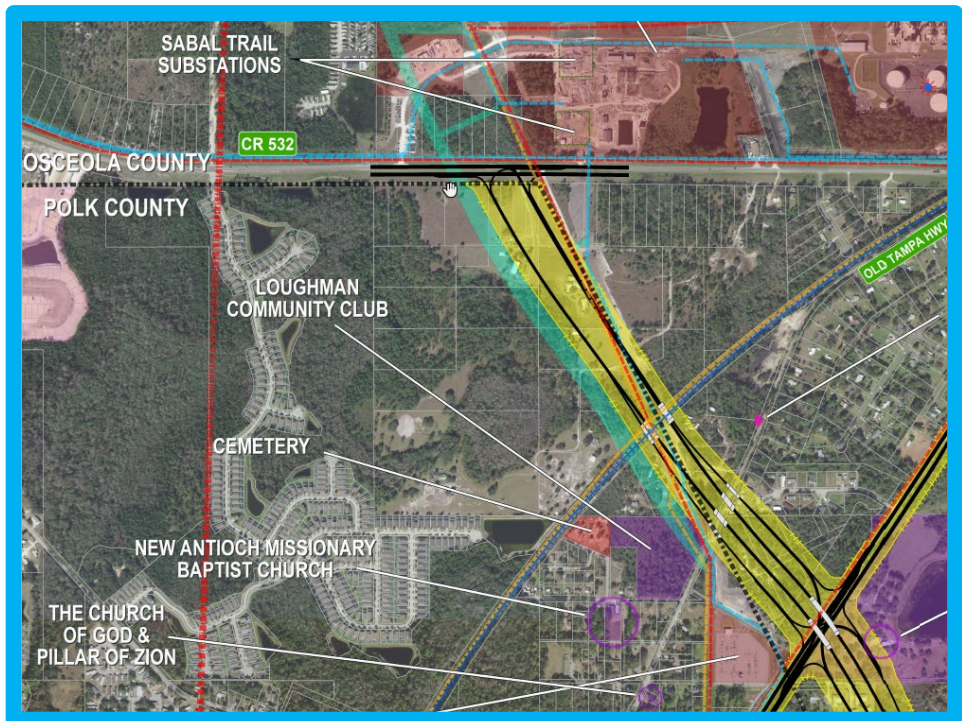 SABAL TRAIL
SUBSTATIONS
CR 532
OSCEOLA COUNTY
POLK COUNTY
OLD TAMPA HWY
LOUGHMAN
COMMUNITY CLUB
CEMETERY
NEW ANTIOCH MISSIONARY
BAPTIST CHURCH
THE CHURCH
OF GOD &
PILLAR OF ZION